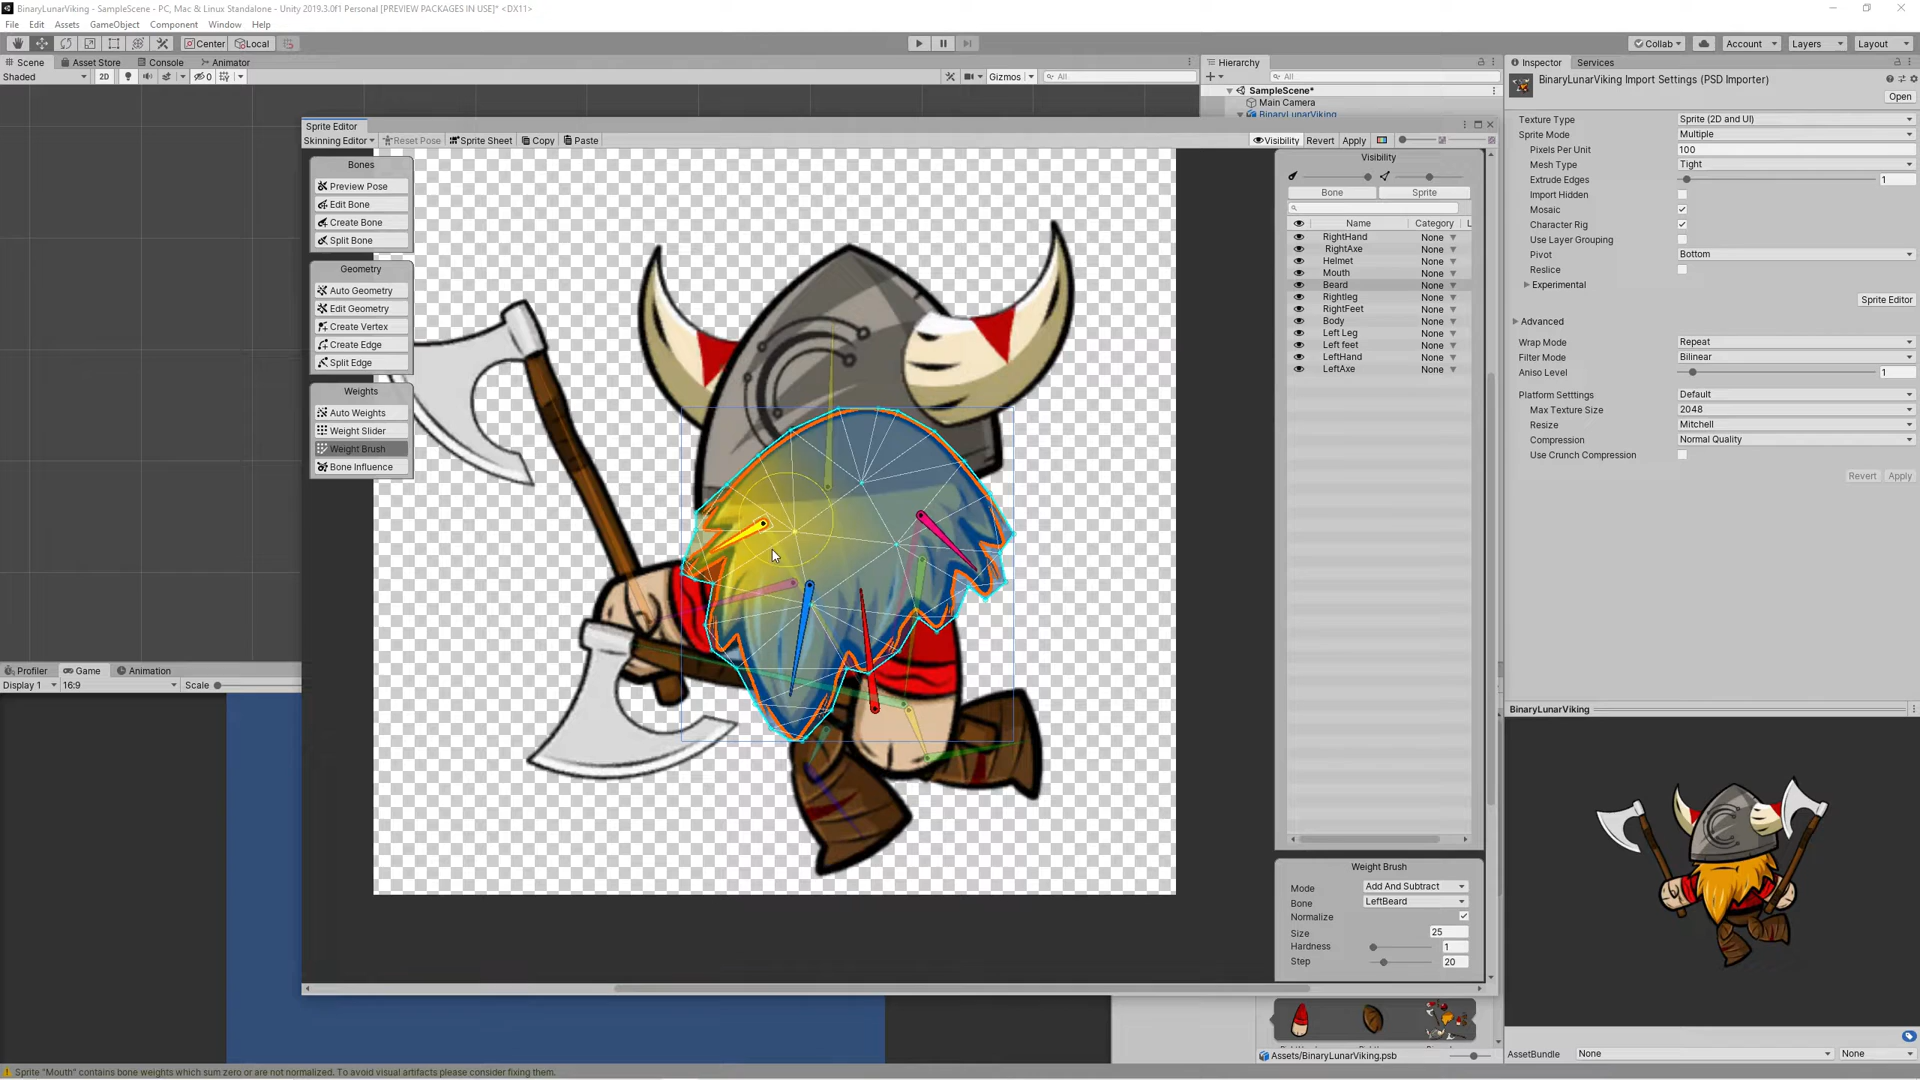 BinaryLunarViking - SampleScene - PC, Mac & Linux Standalone - Unity 2019.3.0f1 Personal [PREVIEW PACKAGES IN USE]* <DX11>
File Edit Assets GameObject Component Window Help
Center Local Collab Account Layers Layout
Scene Asset Store Console Animator
Shaded 2D 0 Gizmos All
Hierarchy
All
SampleScene*
Main Camera
BinaryLunarViking
Sprite Editor
Skinning Editor Reset Pose Sprite Sheet Copy Paste Visibility Revert Apply
Bones
Preview Pose
Edit Bone
Create Bone
Split Bone
Geometry
Auto Geometry
Edit Geometry
Create Vertex
Create Edge
Split Edge
Weights
Auto Weights
Weight Slider
Weight Brush
Bone Influence
Visibility
Bone Sprite
Name Category L
RightHand None
RightAxe None
Helmet None
Mouth None
Beard None
Rightleg None
RightFeet None
Body None
Left Leg None
Left feet None
LeftHand None
LeftAxe None
Weight Brush
Mode Add And Subtract
Bone LeftBeard
Normalize
Size 25
Hardness 1
Step 20
Inspector Services
BinaryLunarViking Import Settings (PSD Importer)
Open
Texture Type Sprite (2D and UI)
Sprite Mode Multiple
Pixels Per Unit 100
Mesh Type Tight
Extrude Edges 1
Import Hidden
Mosaic
Character Rig
Use Layer Grouping
Pivot Bottom
Reslice
Experimental
Sprite Editor
Advanced
Wrap Mode Repeat
Filter Mode Bilinear
Aniso Level 1
Platform Setttings Default
Max Texture Size 2048
Resize Mitchell
Compression Normal Quality
Use Crunch Compression
Revert Apply
BinaryLunarViking
AssetBundle None None
Profiler Game Animation
Display 1 16:9 Scale
Assets/BinaryLunarViking.psb
Sprite "Mouth" contains bone weights which sum zero or are not normalized. To avoid visual artifacts please consider fixing them.